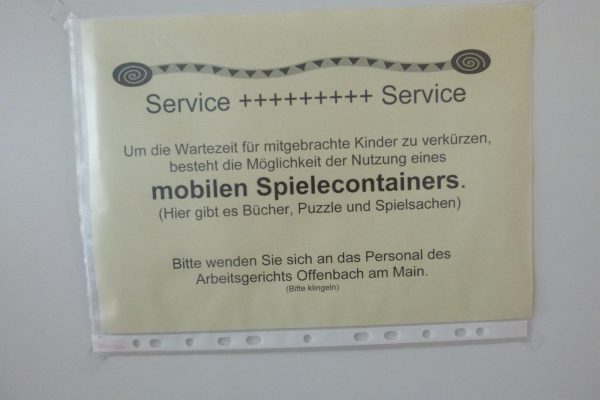 Service +++++++++ Service
Um die Wartezeit für mitgebrachte Kinder zu verkürzen,
besteht die Möglichkeit der Nutzung eines
mobilen Spielecontainers.
(Hier gibt es Bücher, Puzzle und Spielsachen)
Bitte wenden Sie sich an das Personal des
Arbeitsgerichts Offenbach am Main.
(Bitte klingeln)